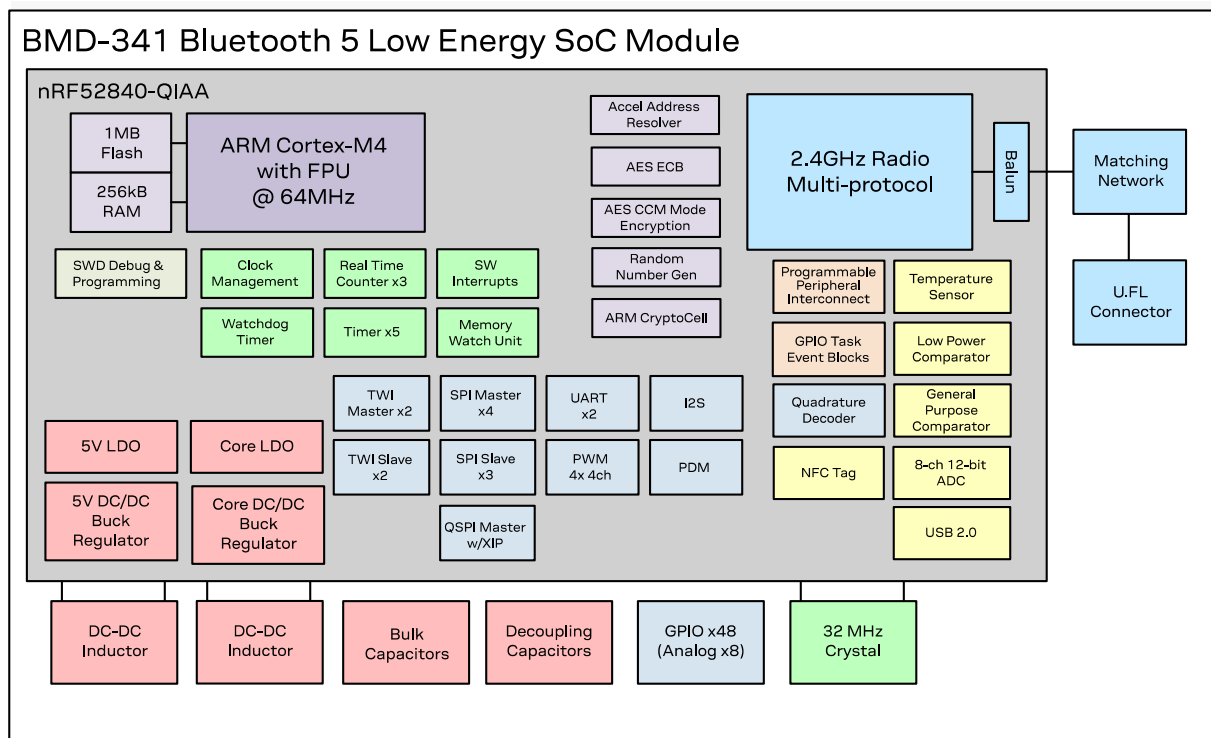 BMD-341 Bluetooth 5 Low Energy SoC Module
nRF52840-QIAA
1MB
Flash
256kB
RAM
ARM Cortex-M4
with FPU
@ 64MHz
Accel Address
Resolver
AES ECB
AES CCM Mode
Encryption
Random
Number Gen
ARM CryptoCell
2.4GHz Radio
Multi-protocol
Balun
Matching
Network
U.FL
Connector
SWD Debug &
Programming
Clock
Management
Real Time
Counter x3
SW
Interrupts
Watchdog
Timer
Timer x5
Memory
Watch Unit
Programmable
Peripheral
Interconnect
Temperature
Sensor
GPIO Task
Event Blocks
Low Power
Comparator
Quadrature
Decoder
General
Purpose
Comparator
NFC Tag
8-ch 12-bit
ADC
USB 2.0
TWI
Master x2
SPI Master
x4
UART
x2
I2S
TWI Slave
x2
SPI Slave
x3
PWM
4x 4ch
PDM
QSPI Master
w/XIP
5V LDO
Core LDO
5V DC/DC
Buck
Regulator
Core DC/DC
Buck
Regulator
DC-DC
Inductor
DC-DC
Inductor
Bulk
Capacitors
Decoupling
Capacitors
GPIO x48
(Analog x8)
32 MHz
Crystal